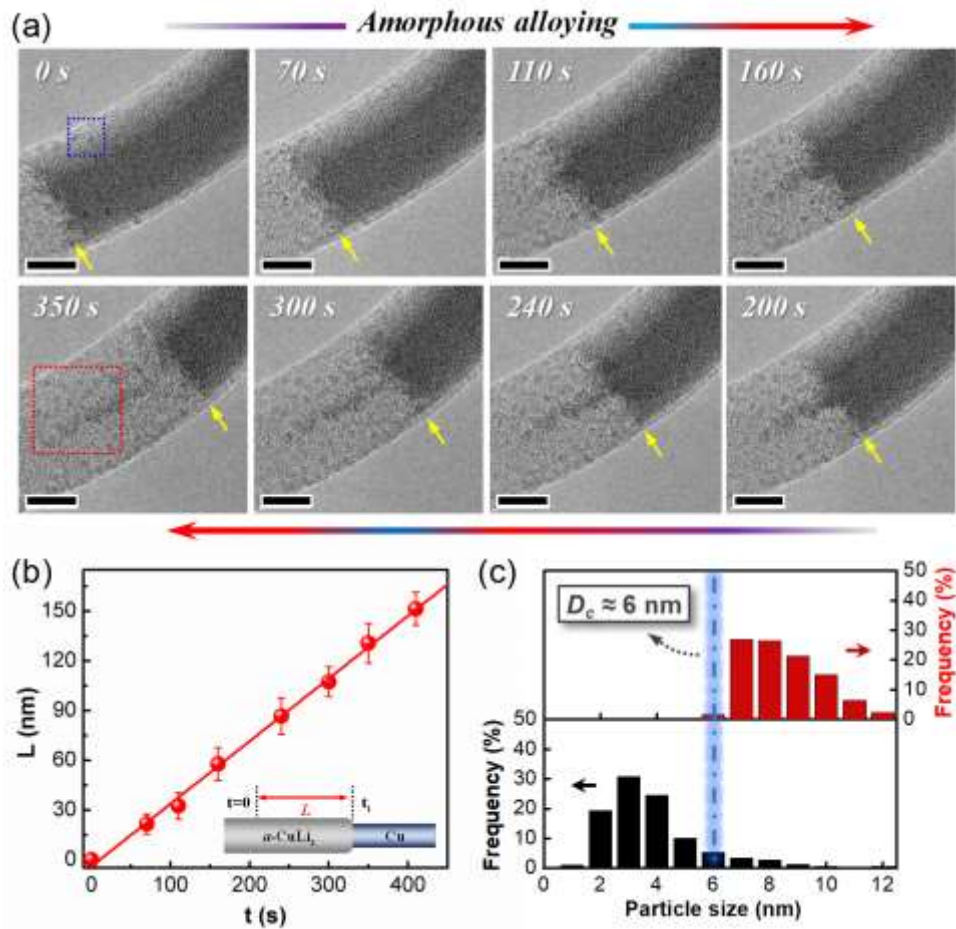 (a)
Amorphous alloying
0 s
70 s
110 s
160 s
350 s
300 s
240 s
200 s
(b)
150
120
90
60
30
0
L (nm)
0
100
200
300
400
t (s)
t=0
L
t₁
Cu
(c)
D_c ≈ 6 nm
50
40
30
20
10
0
Frequency (%)
50
40
30
20
10
0
Frequency (%)
0
2
4
6
8
10
12
Particle size (nm)